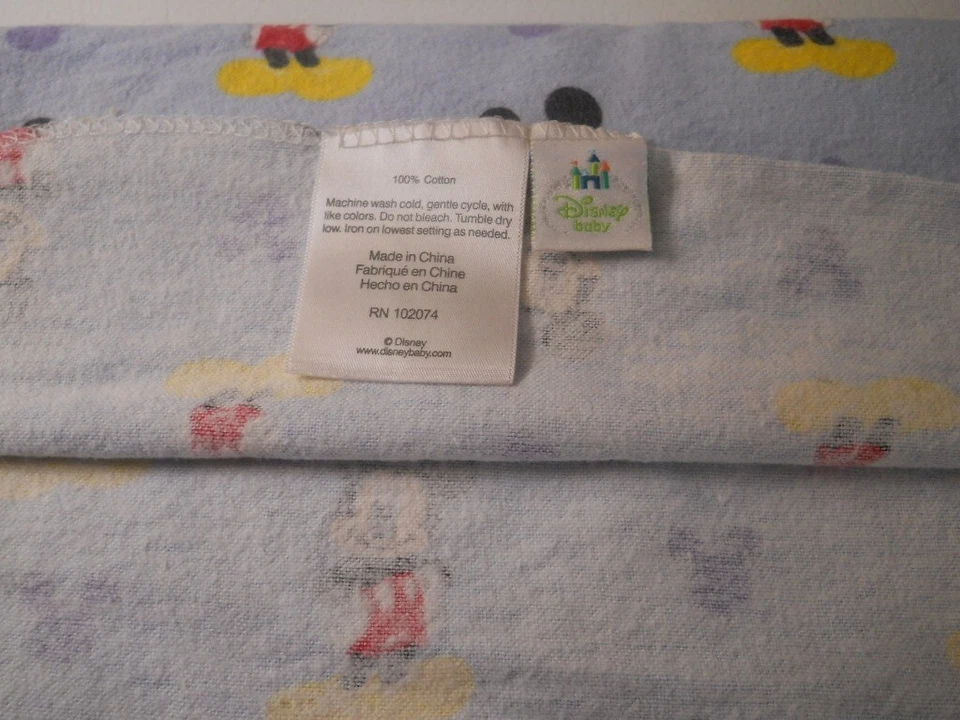 100% Cotton
Machine wash cold, gentle cycle, with
like colors. Do not bleach. Tumble dry
low. Iron on lowest setting as needed.
Made in China
Fabriqué en Chine
Hecho en China
RN 102074
© Disney
www.disneybaby.com
Disney
baby